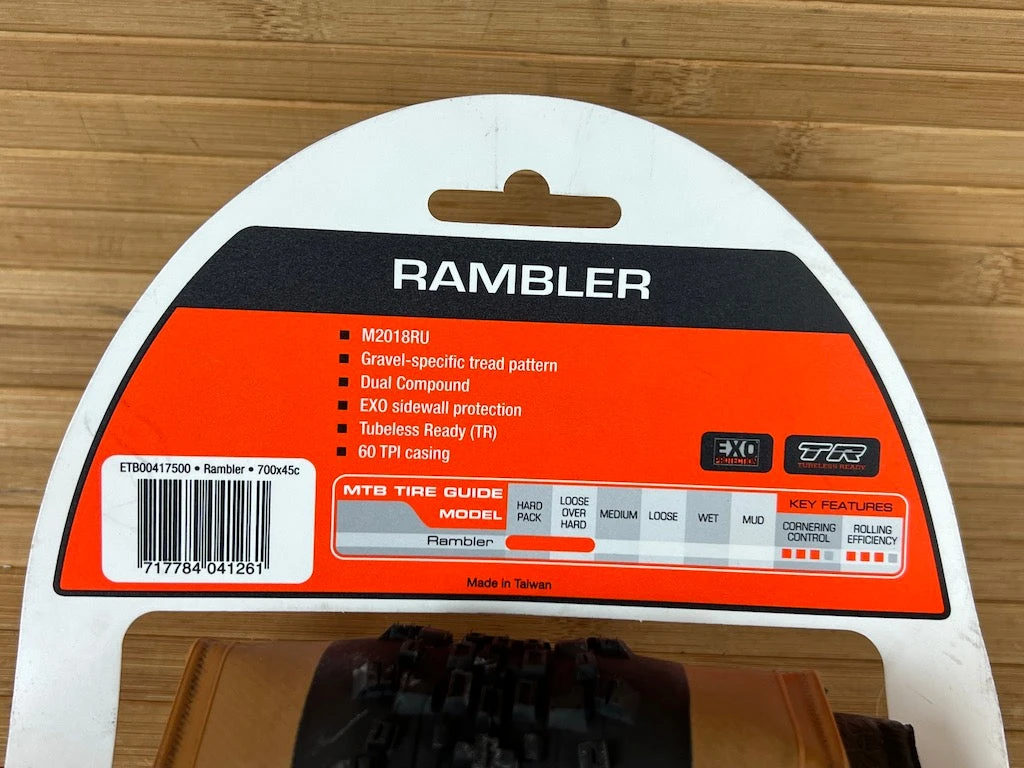 RAMBLER
M2018RU
Gravel-specific tread pattern
Dual Compound
EXO sidewall protection
Tubeless Ready (TR)
60 TPI casing
EXO
PROTECTION
TR
TUBELESS READY
ETB00417500 • Rambler • 700x45c
717784 041261
MTB TIRE GUIDE
MODEL
HARD
PACK
LOOSE
OVER
HARD
MEDIUM
LOOSE
WET
MUD
KEY FEATURES
CORNERING
CONTROL
ROLLING
EFFICIENCY
Rambler
Made in Taiwan